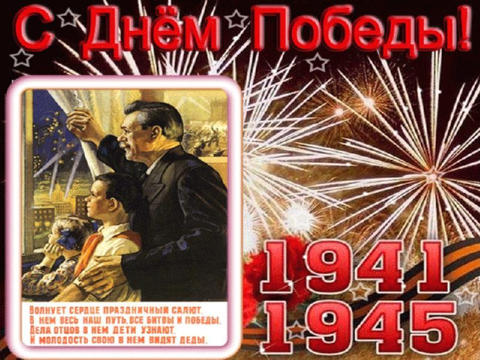 С Днём Победы!
ВОЛНУЕТ СЕРДЦЕ ПРАЗДНИЧНЫЙ САЛЮТ.
В НЕМ ВЕСЬ НАШ ПУТЬ, ВСЕ БИТВЫ И ПОБЕДЫ.
ДЕЛА ОТЦОВ В НЕМ ДЕТИ УЗНАЮТ.
И МОЛОДОСТЬ СВОЮ В НЕМ ВИДЯТ ДЕДЫ.
1941
1945